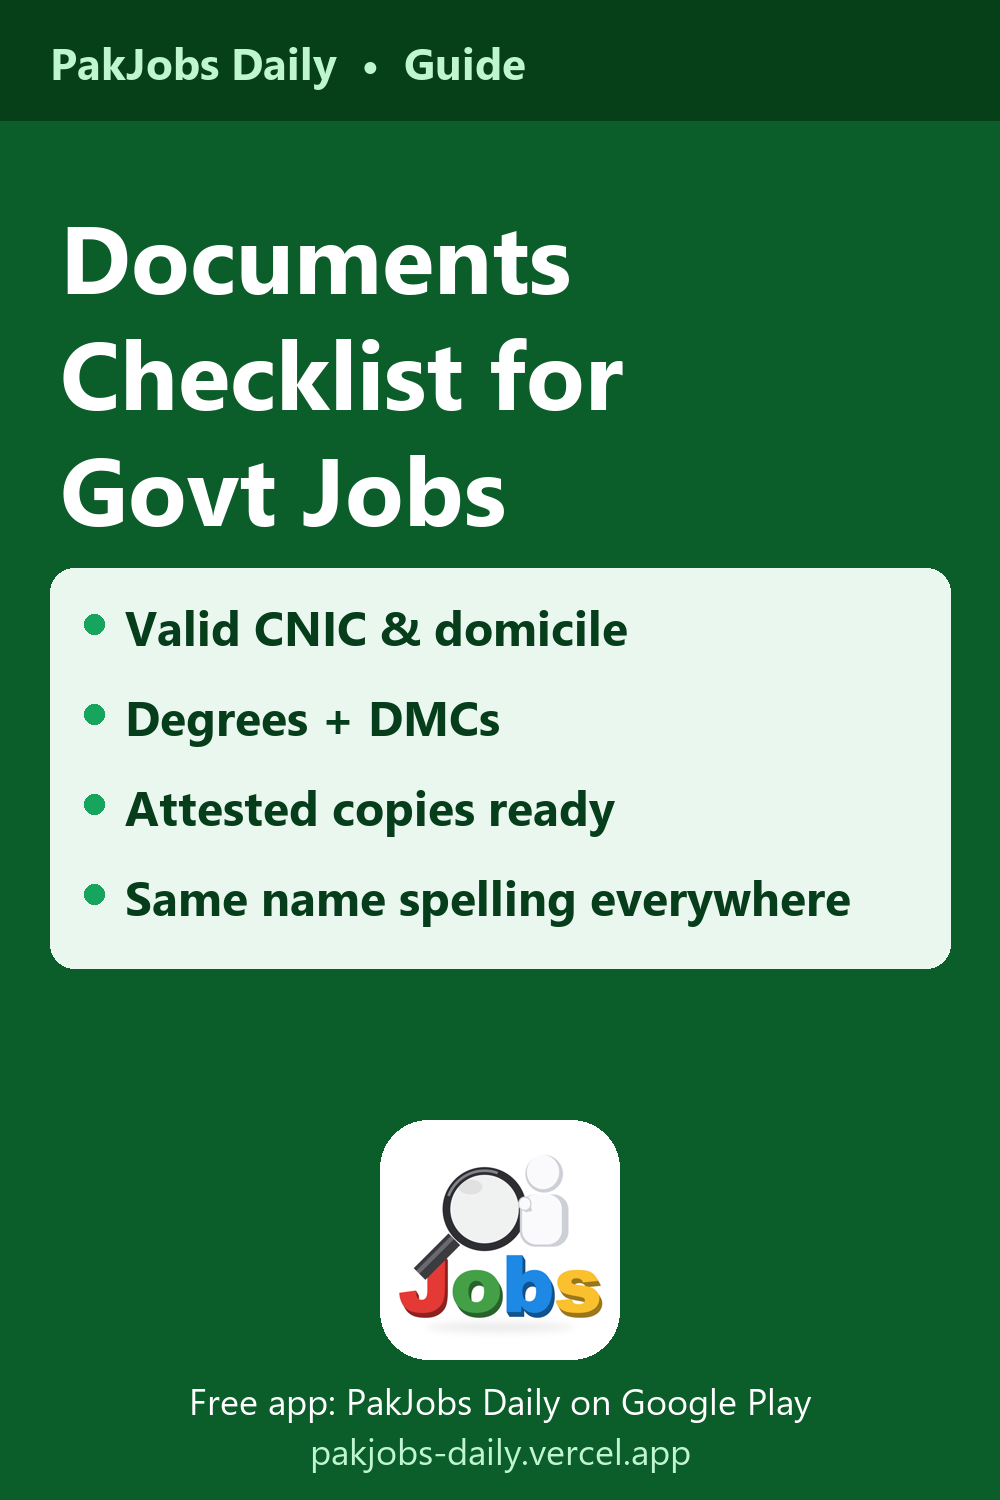 PakJobs Daily • Guide
Documents
Checklist for
Govt Jobs
• Valid CNIC & domicile
• Degrees + DMCs
• Attested copies ready
• Same name spelling everywhere
Jobs
Free app: PakJobs Daily on Google Play
pakjobs-daily.vercel.app